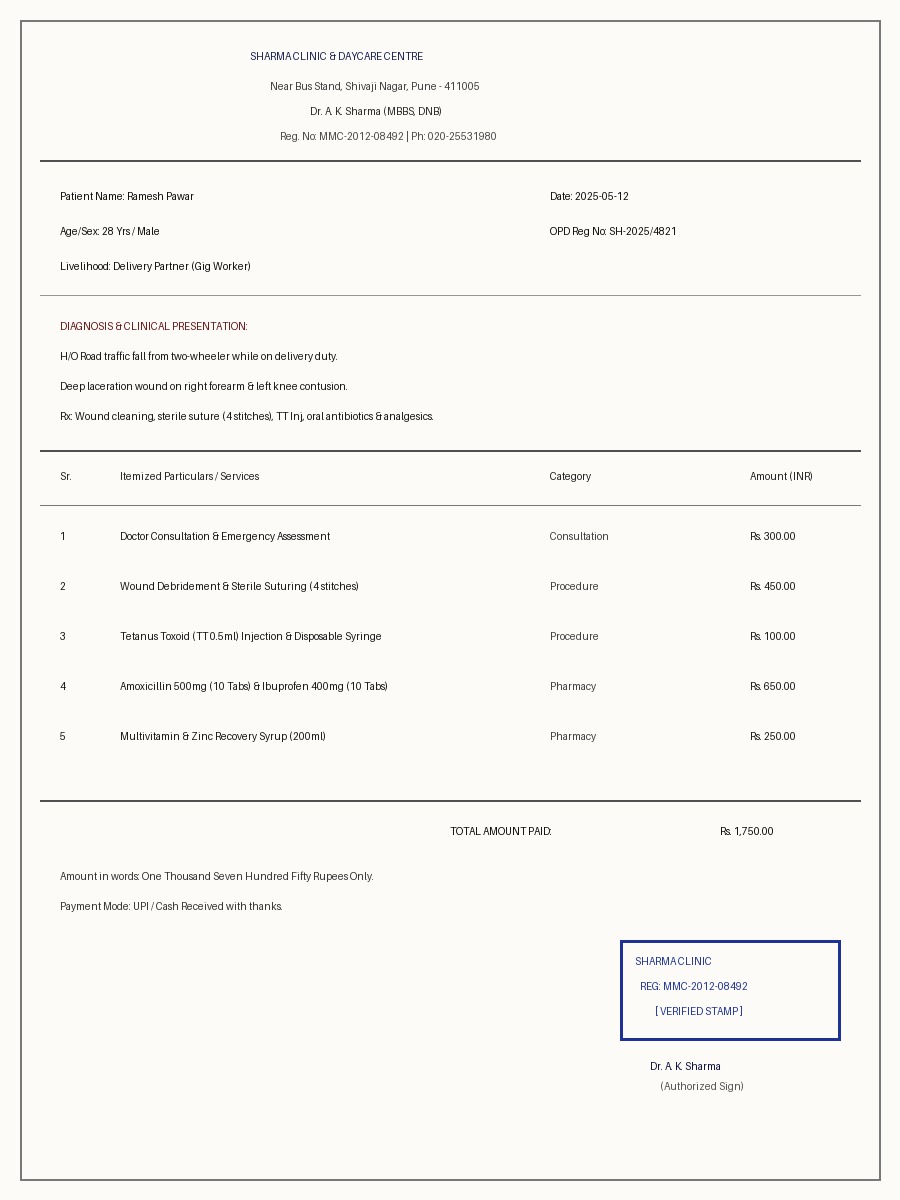 SHARMA CLINIC & DAYCARE CENTRE
Near Bus Stand, Shivaji Nagar, Pune - 411005
Dr. A. K. Sharma (MBBS, DNB)
Reg. No: MMC-2012-08492 | Ph: 020-25531980
Patient Name: Ramesh Pawar Date: 2025-05-12
Age/Sex: 28 Yrs / Male OPD Reg No: SH-2025/4821
Livelihood: Delivery Partner (Gig Worker)
DIAGNOSIS & CLINICAL PRESENTATION:
H/O Road traffic fall from two-wheeler while on delivery duty.
Deep laceration wound on right forearm & left knee contusion.
Rx: Wound cleaning, sterile suture (4 stitches), TT Inj, oral antibiotics & analgesics.
Sr. Itemized Particulars / Services Category Amount (INR)
1 Doctor Consultation & Emergency Assessment Consultation Rs. 300.00
2 Wound Debridement & Sterile Suturing (4 stitches) Procedure Rs. 450.00
3 Tetanus Toxoid (TT 0.5ml) Injection & Disposable Syringe Procedure Rs. 100.00
4 Amoxicillin 500mg (10 Tabs) & Ibuprofen 400mg (10 Tabs) Pharmacy Rs. 650.00
5 Multivitamin & Zinc Recovery Syrup (200ml) Pharmacy Rs. 250.00
TOTAL AMOUNT PAID: Rs. 1,750.00
Amount in words: One Thousand Seven Hundred Fifty Rupees Only.
Payment Mode: UPI / Cash Received with thanks.
SHARMA CLINIC
REG: MMC-2012-08492
[ VERIFIED STAMP ]
Dr. A. K. Sharma
(Authorized Sign)